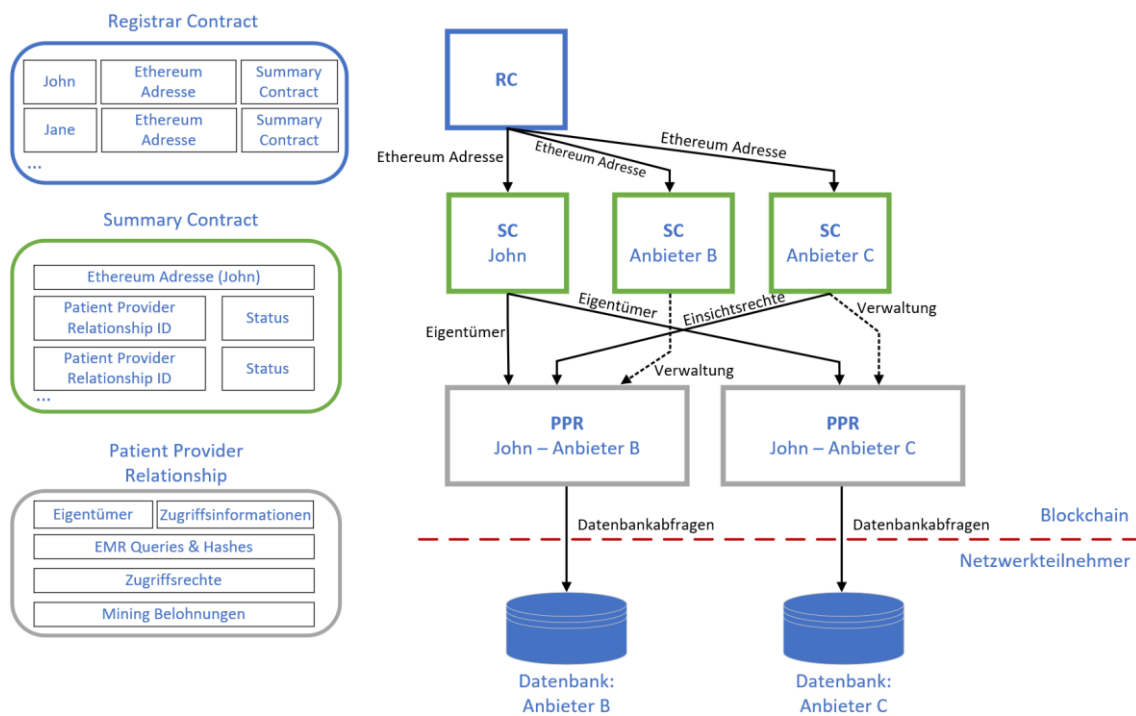 Registrar Contract
John
Ethereum
Adresse
Summary
Contract
Jane
Ethereum
Adresse
Summary
Contract
...
Summary Contract
Ethereum Adresse (John)
Patient Provider
Relationship ID
Status
Patient Provider
Relationship ID
Status
...
Patient Provider
Relationship
Eigentümer
Zugriffsinformationen
EMR Queries & Hashes
Zugriffsrechte
Mining Belohnungen
RC
Ethereum Adresse
Ethereum Adresse
Ethereum Adresse
SC
John
SC
Anbieter B
SC
Anbieter C
Eigentümer
Eigentümer
Einsichtsrechte
Verwaltung
Verwaltung
PPR
John – Anbieter B
PPR
John – Anbieter C
Datenbankabfragen
Datenbankabfragen
Blockchain
Netzwerkteilnehmer
Datenbank:
Anbieter B
Datenbank:
Anbieter C